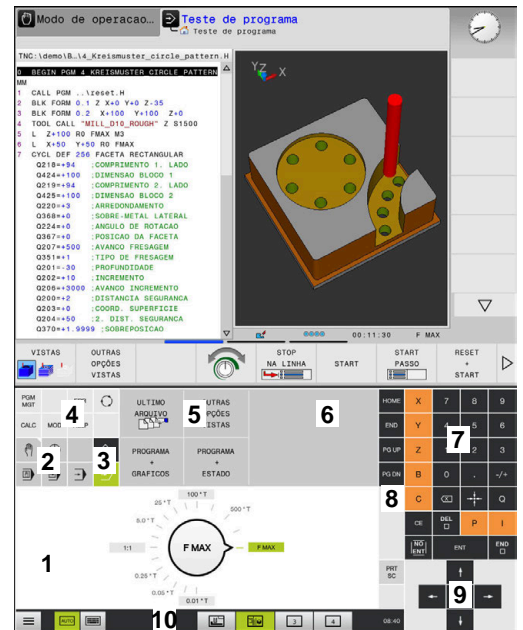 Modo de operacao…
Teste de programa
Teste de programa
TNC:\demo\B…\4_Kreismuster_circle_pattern.H
0 BEGIN PGM 4_KREISMUSTER_CIRCLE_PATTERN
MM
1 CALL PGM ..\reset.H
2 BLK FORM 0.1 Z X+0 Y+0 Z-35
3 BLK FORM 0.2 X+100 Y+100 Z+0
4 TOOL CALL "MILL_D10_ROUGH" Z S1500
5 L Z+100 R0 FMAX M3
6 L X+50 Y+50 R0 FMAX
7 CYCL DEF 256 FACETA RECTANGULAR
Q218=+94 ;COMPRIMENTO 1. LADO
Q424=+100 ;DIMENSAO BLOCO 1
Q219=+94 ;COMPRIMENTO 2. LADO
Q425=+100 ;DIMENSAO BLOCO 2
Q220=+3 ;ARREDONDAMENTO
Q368=+0 ;SOBRE-METAL LATERAL
Q224=+0 ;ANGULO DE ROTACAO
Q367=+0 ;POSICAO DA FACETA
Q207=+500 ;AVANCO FRESAGEM
Q351=+1 ;TIPO DE FRESAGEM
Q201=-30 ;PROFUNDIDADE
Q202=+10 ;INCREMENTO
Q206=+3000 ;AVANCO INCREMENTO
Q200=+2 ;DISTANCIA SEGURANCA
Q203=+0 ;COORD. SUPERFICIE
Q204=+50 ;2. DIST. SEGURANCA
Q370=+1.9999 ;SOBREPOSICAO
Y Z X
00:11:30 F MAX
VISTAS
OUTRAS
OPÇÕES
VISTAS
STOP
NA LINHA
START
START
PASSO
RESET
+
START
PGM
MGT
CALC
MOD
4
2
3
ULTIMO
ARQUIVO
5
PROGRAMA
+
GRAFICOS
PROGRAMA
+
ESTADO
6
HOME X 7 8 9
END Y 5 6
7
PG UP Z 2 3
PG DN B 0 . -/+
8
C Q
CE DEL P I
NO
ENT
ENT
END
PRT
SC
9
1
100°T
25°T
500°T
5.0°T
1:1
F MAX
F MAX
0.25°T
0.05°T
0.01°T
AUTO
10
3
4
08:40